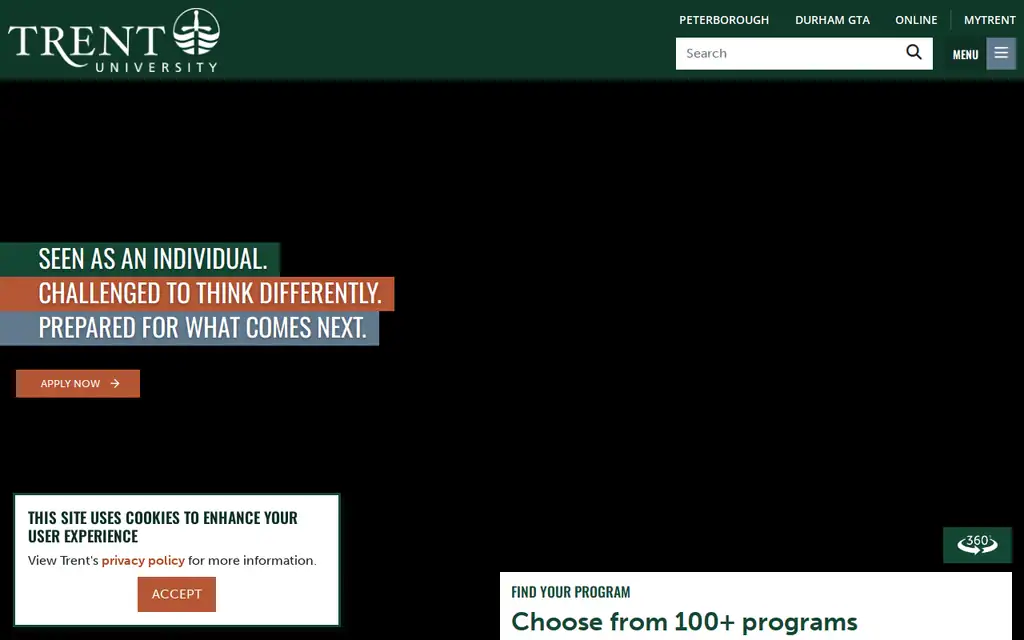 TRENT
UNIVERSITY
PETERBOROUGH
DURHAM GTA
ONLINE
MYTRENT
Search
MENU
SEEN AS AN INDIVIDUAL.
CHALLENGED TO THINK DIFFERENTLY.
PREPARED FOR WHAT COMES NEXT.
APPLY NOW
THIS SITE USES COOKIES TO ENHANCE YOUR
USER EXPERIENCE
View Trent's privacy policy for more information.
ACCEPT
360°
FIND YOUR PROGRAM
Choose from 100+ programs